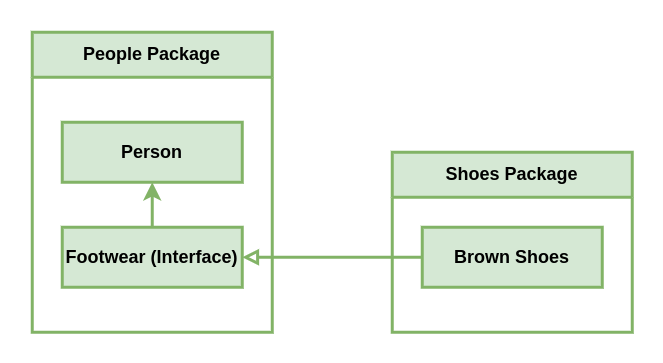 People Package
Person
Footwear (Interface)
Shoes Package
Brown Shoes